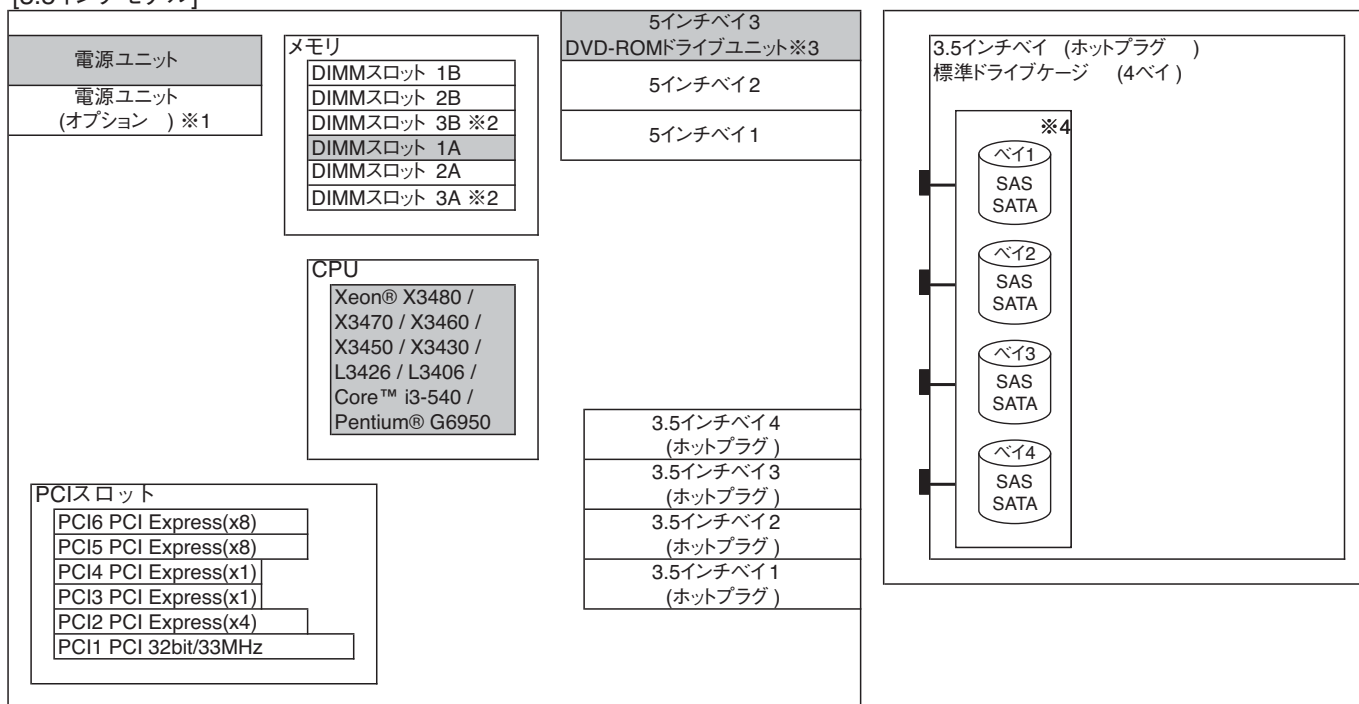 [3.5インチモデル]
電源ユニット
電源ユニット
(オプション ) ※1
メモリ
DIMMスロット 1B
DIMMスロット 2B
DIMMスロット 3B ※2
DIMMスロット 1A
DIMMスロット 2A
DIMMスロット 3A ※2
CPU
Xeon® X3480 /
X3470 / X3460 /
X3450 / X3430 /
L3426 / L3406 /
Core™ i3-540 /
Pentium® G6950
PCIスロット
PCI6 PCI Express(x8)
PCI5 PCI Express(x8)
PCI4 PCI Express(x1)
PCI3 PCI Express(x1)
PCI2 PCI Express(x4)
PCI1 PCI 32bit/33MHz
5インチベイ3
DVD-ROMドライブユニット※3
5インチベイ2
5インチベイ1
3.5インチベイ4
(ホットプラグ )
3.5インチベイ3
(ホットプラグ )
3.5インチベイ2
(ホットプラグ )
3.5インチベイ1
(ホットプラグ )
3.5インチベイ (ホットプラグ )
標準ドライブケージ (4ベイ )
※4
ベイ1
SAS
SATA
ベイ2
SAS
SATA
ベイ3
SAS
SATA
ベイ4
SAS
SATA